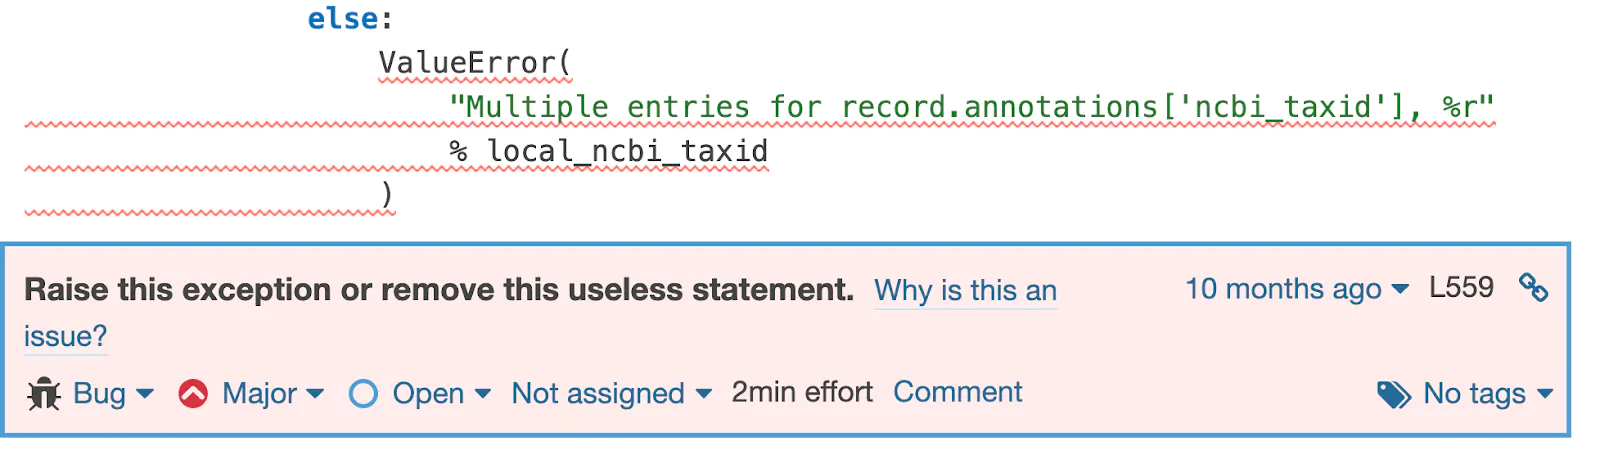 else:
ValueError(
"Multiple entries for record.annotations['ncbi_taxid'], %r"
% local_ncbi_taxid
)
Raise this exception or remove this useless statement. Why is this an 10 months ago L559
issue?
Bug Major Open Not assigned 2min effort Comment No tags